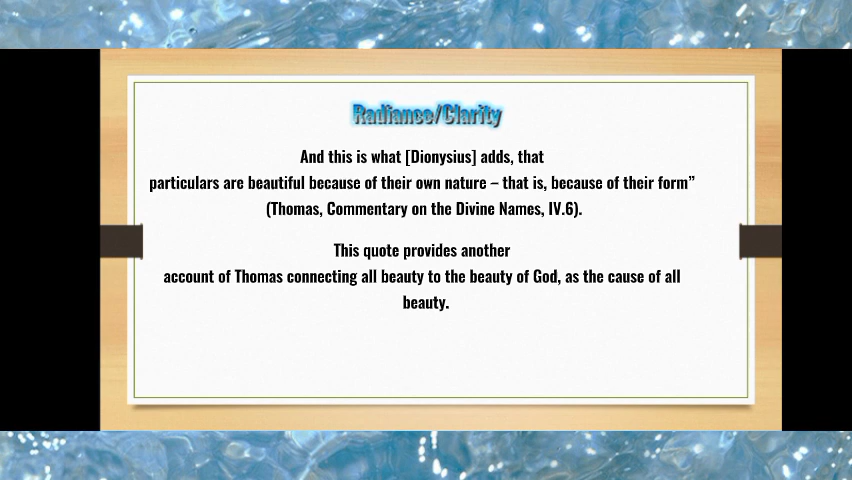 Radiance/Clarity
And this is what [Dionysius] adds, that
particulars are beautiful because of their own nature – that is, because of their form”
(Thomas, Commentary on the Divine Names, IV.6).
This quote provides another
account of Thomas connecting all beauty to the beauty of God, as the cause of all
beauty.